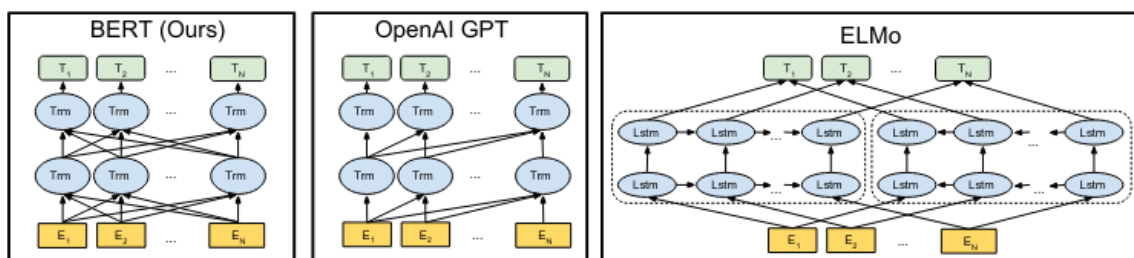 BERT (Ours)
T1 T2 ... TN
Trm Trm ... Trm
Trm Trm ... Trm
E1 E2 ... EN
OpenAI GPT
T1 T2 ... TN
Trm Trm ... Trm
Trm Trm ... Trm
E1 E2 ... EN
ELMo
T1 T2 ... TN
Lstm Lstm ... Lstm Lstm Lstm ... Lstm
Lstm Lstm ... Lstm Lstm Lstm ... Lstm
E1 E2 ... EN